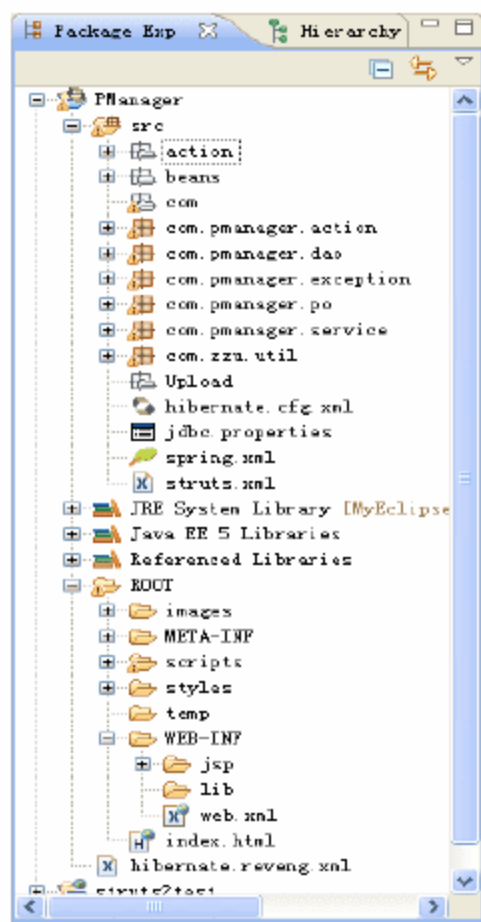 Package Exp Hierarchy
PManager
src
action
beans
com
com.pmanager.action
com.pmanager.dao
com.pmanager.exception
com.pmanager.po
com.pmanager.service
com.zzu.util
Upload
hibernate.cfg.xml
jdbc.properties
spring.xml
struts.xml
JRE System Library [MyEclipse
Java EE 5 Libraries
Referenced Libraries
ROOT
images
META-INF
scripts
styles
temp
WEB-INF
jsp
lib
web.xml
index.html
hibernate.reveng.xml